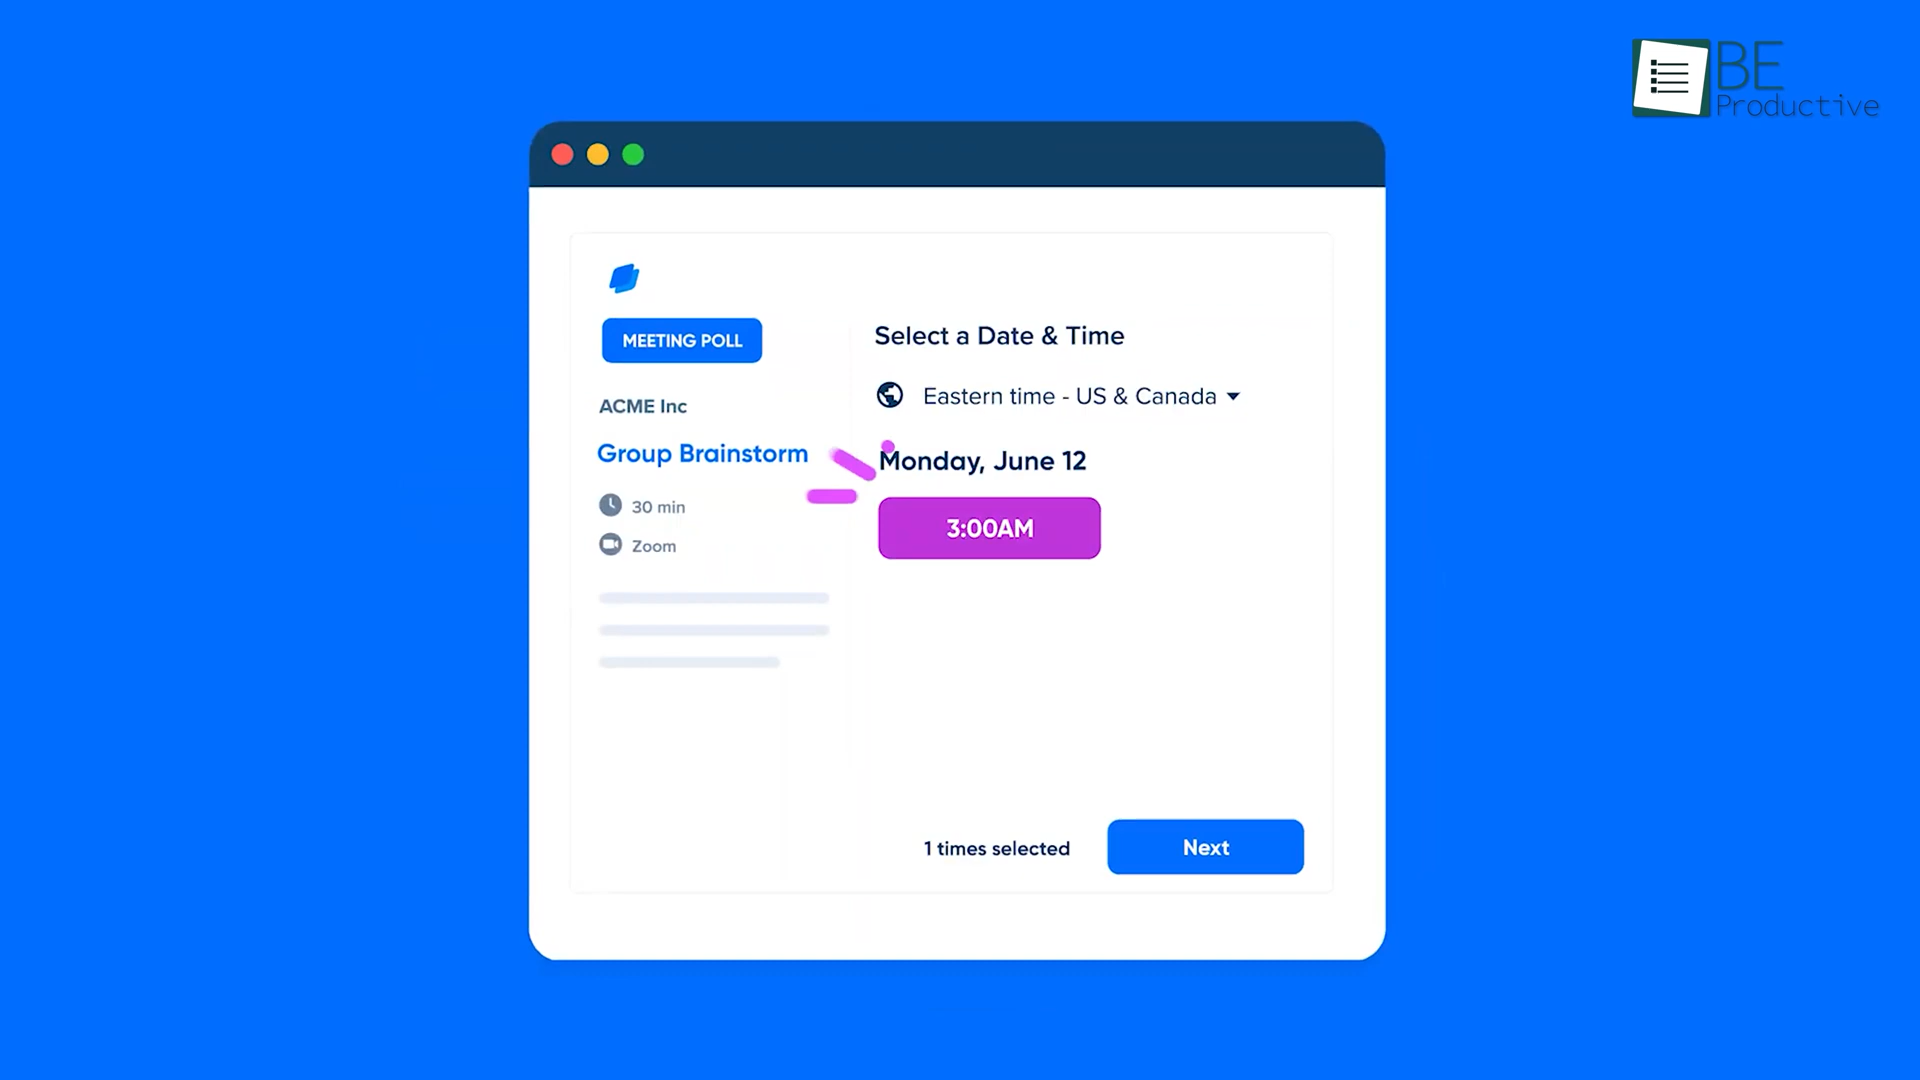 BE
Productive
MEETING POLL
ACME Inc
Group Brainstorm
30 min
Zoom
Select a Date & Time
Eastern time - US & Canada
Monday, June 12
3:00AM
1 times selected
Next